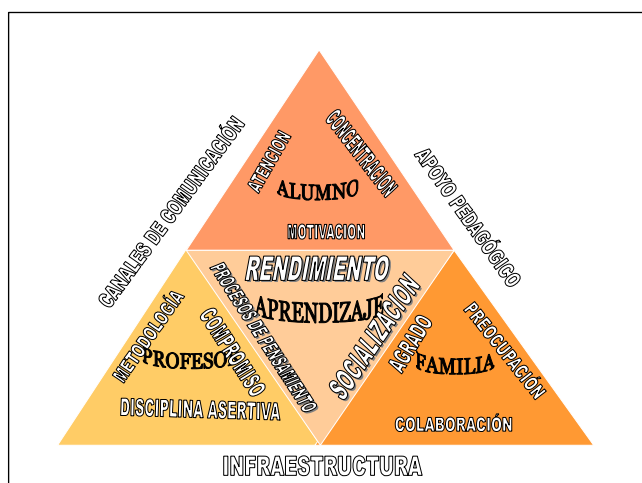 CANALES DE COMUNICACIÓN
APOYO PEDAGÓGICO
ATENCION
CONCENTRACION
ALUMNO
MOTIVACION
RENDIMIENTO
APRENDIZAJE
PROCESOS DE PENSAMIENTO
SOCIALIZACION
METODOLOGÍA
COMPROMISO
PROFESOR
DISCIPLINA ASERTIVA
AGRADO
PREOCUPACIÓN
FAMILIA
COLABORACIÓN
INFRAESTRUCTURA